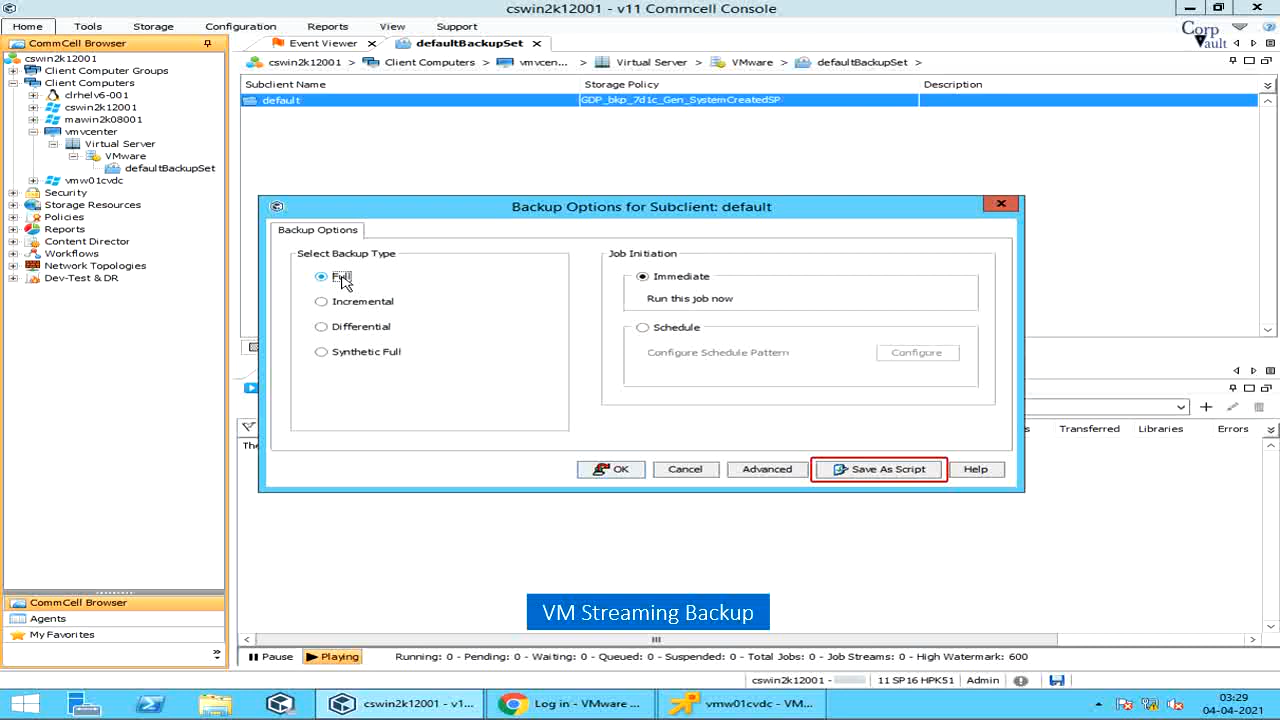 cswin2k12001 - v11 Commcell Console
Home Tools Storage Configuration Reports View Support
Corp Vault
CommCell Browser
Event Viewer
defaultBackupSet
cswin2k12001
Client Computer Groups
Client Computers
clrhelv6-001
cswin2k12001
mawin2k08001
vmvcenter
Virtual Server
VMware
defaultBackupSet
vmw01cvdc
Security
Storage Resources
Policies
Reports
Content Director
Workflows
Network Topologies
Dev-Test & DR
cswin2k12001 > Client Computers > vmvcen... > Virtual Server > VMware > defaultBackupSet >
Subclient Name Storage Policy Description
default GDP_bkp_7d1c_Gen_SystemCreatedSP
Backup Options for Subclient: default
Backup Options
Select Backup Type
Full
Incremental
Differential
Synthetic Full
Job Initiation
Immediate
Run this job now
Schedule
Configure Schedule Pattern
Configure
OK Cancel Advanced Save As Script Help
s Transferred Libraries Errors
The
VM Streaming Backup
CommCell Browser
Agents
My Favorites
Pause Playing Running: 0 - Pending: 0 - Waiting: 0 - Queued: 0 - Suspended: 0 - Total Jobs: 0 - Job Streams: 0 - High Watermark: 600
cswin2k12001 - 11 SP16 HPK51 Admin
cswin2k12001 - v1...
Log in - VMware ...
vmw01cvdc - VM...
03:29
04-04-2021